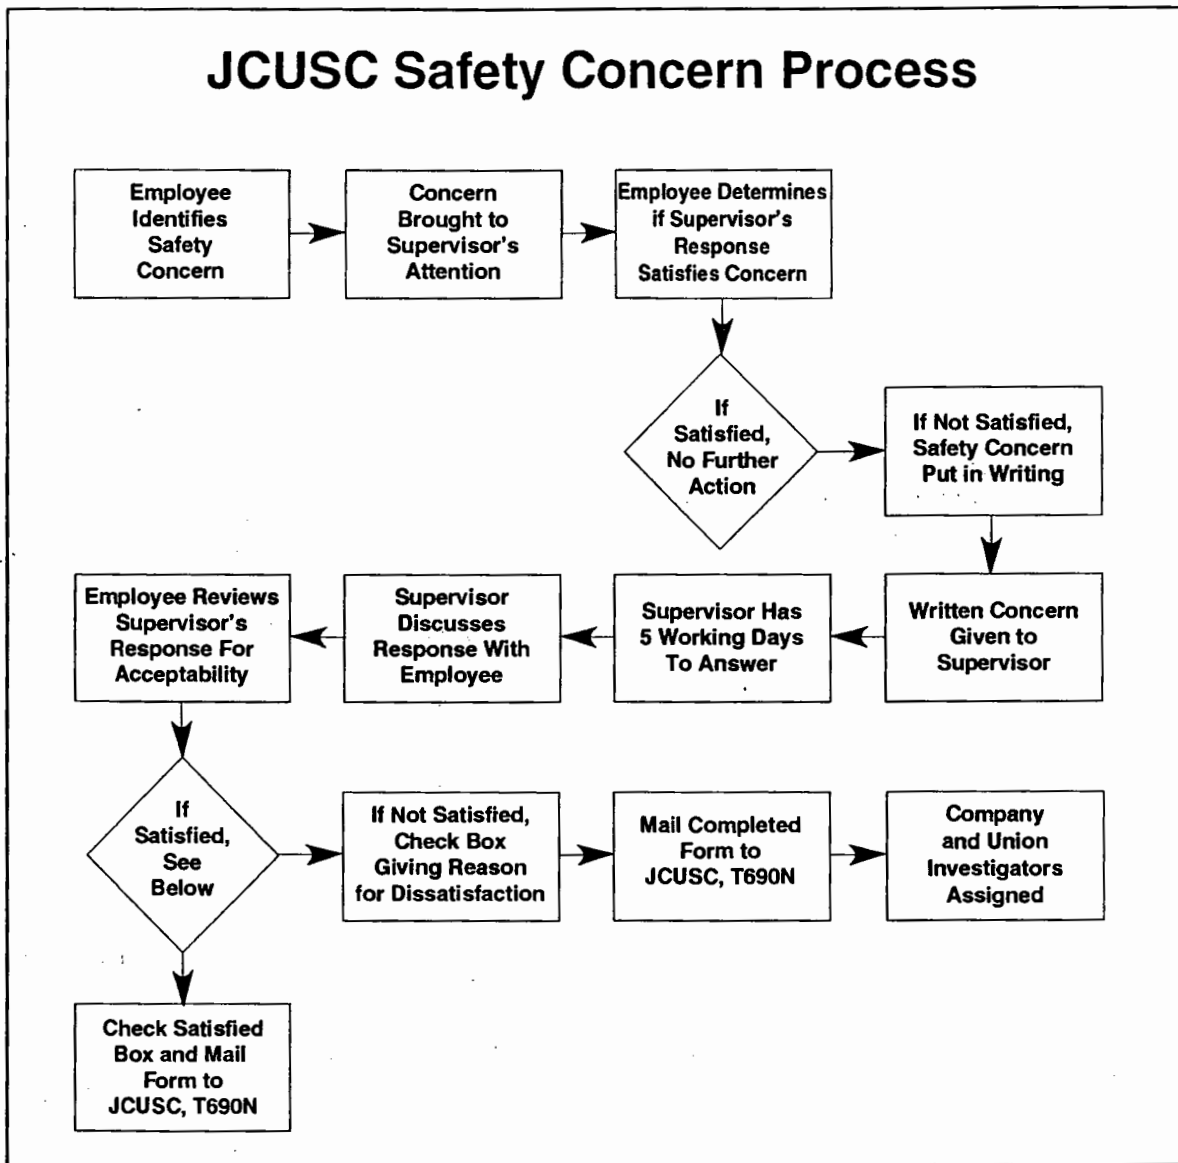 JCUSC Safety Concern Process
Employee
Identifies
Safety
Concern
Concern
Brought to
Supervisor's
Attention
Employee Determines
if Supervisor's
Response
Satisfies Concern
If
Satisfied,
No Further
Action
If Not Satisfied,
Safety Concern
Put in Writing
Written Concern
Given to
Supervisor
Supervisor Has
5 Working Days
To Answer
Supervisor
Discusses
Response With
Employee
Employee Reviews
Supervisor's
Response For
Acceptability
If
Satisfied,
See
Below
If Not Satisfied,
Check Box
Giving Reason
for Dissatisfaction
Mail Completed
Form to
JCUSC, T690N
Company
and Union
Investigators
Assigned
Check Satisfied
Box and Mail
Form to
JCUSC, T690N